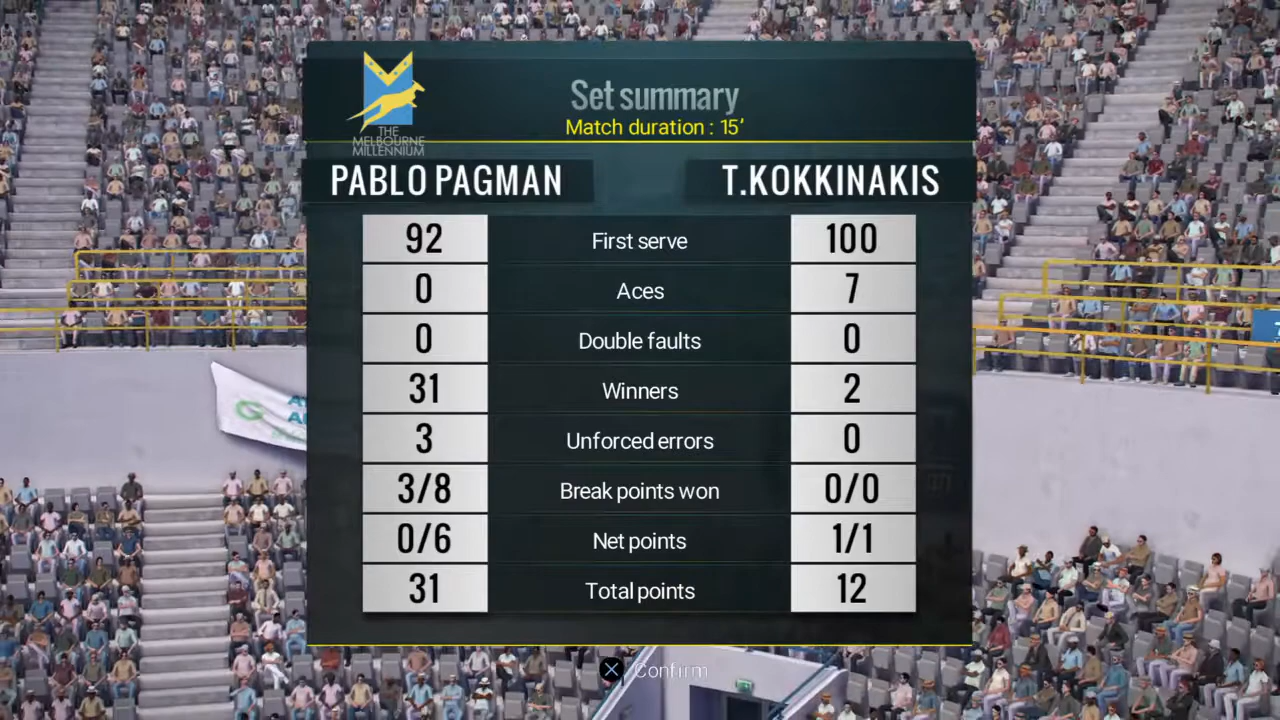 THE
MELBOURNE
MILLENNIUM
Set summary
Match duration : 15'
PABLO PAGMAN
T.KOKKINAKIS
92 First serve 100
0 Aces 7
0 Double faults 0
31 Winners 2
3 Unforced errors 0
3/8 Break points won 0/0
0/6 Net points 1/1
31 Total points 12
Confirm